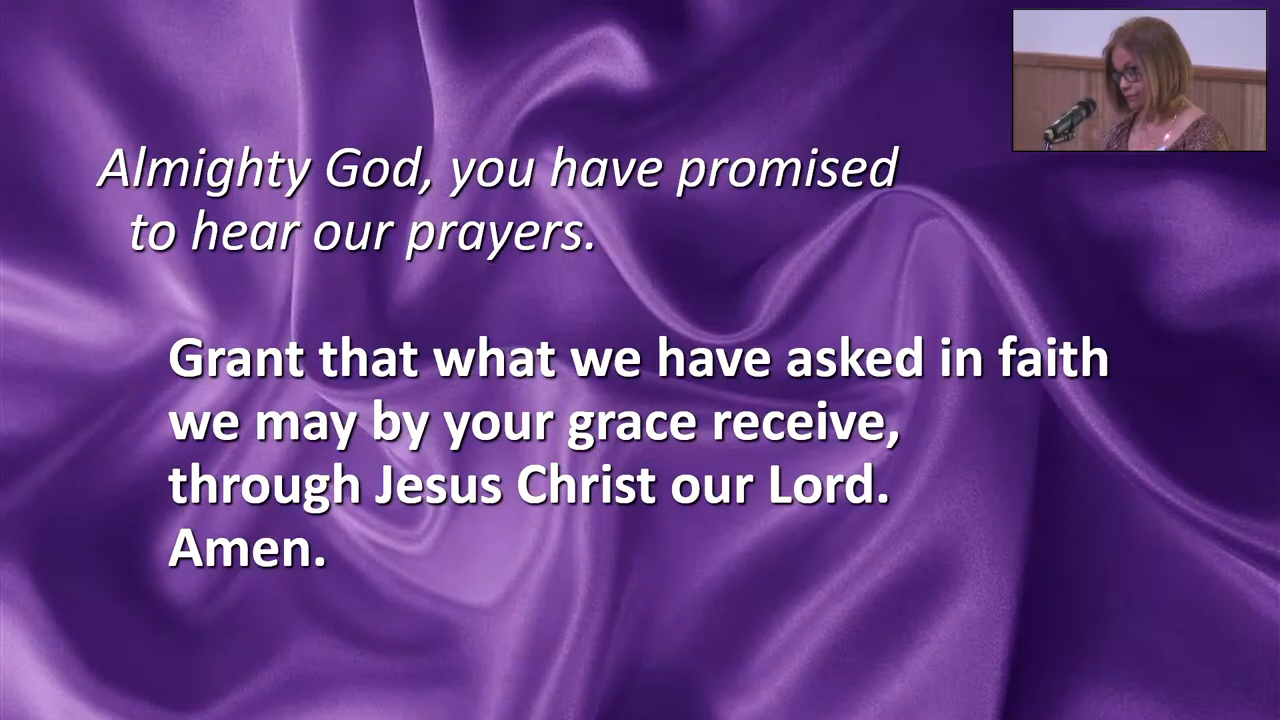 Almighty God, you have promised
to hear our prayers.
Grant that what we have asked in faith
we may by your grace receive,
through Jesus Christ our Lord.
Amen.